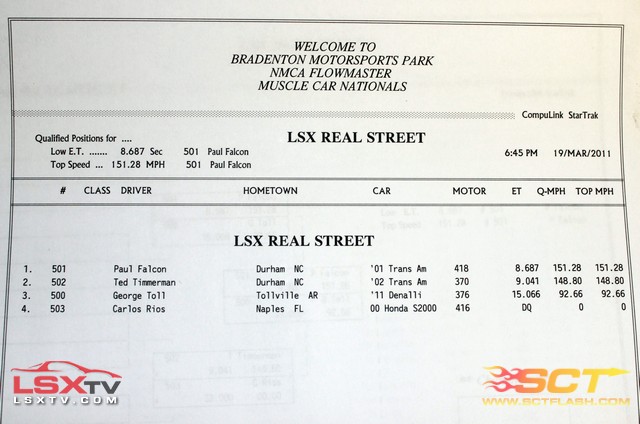 WELCOME TO
BRADENTON MOTORSPORTS PARK
NMCA FLOWMASTER
MUSCLE CAR NATIONALS
CompuLink StarTrak
Qualified Positions for .... LSX REAL STREET
Low E.T. ....... 8.687 Sec 501 Paul Falcon 6:45 PM 19/MAR/2011
Top Speed ... 151.28 MPH 501 Paul Falcon
# CLASS DRIVER HOMETOWN CAR MOTOR ET Q-MPH TOP MPH
LSX REAL STREET
1. 501 Paul Falcon Durham NC '01 Trans Am 418 8.687 151.28 151.28
2. 502 Ted Timmerman Durham NC '02 Trans Am 370 9.041 148.80 148.80
3. 500 George Toll Tollville AR '11 Denalli 376 15.066 92.66 92.66
4. 503 Carlos Rios Naples FL 00 Honda S2000 416 DQ 0 0
LSXTV
LSXTV.COM
SCT
WWW.SCTFLASH.COM